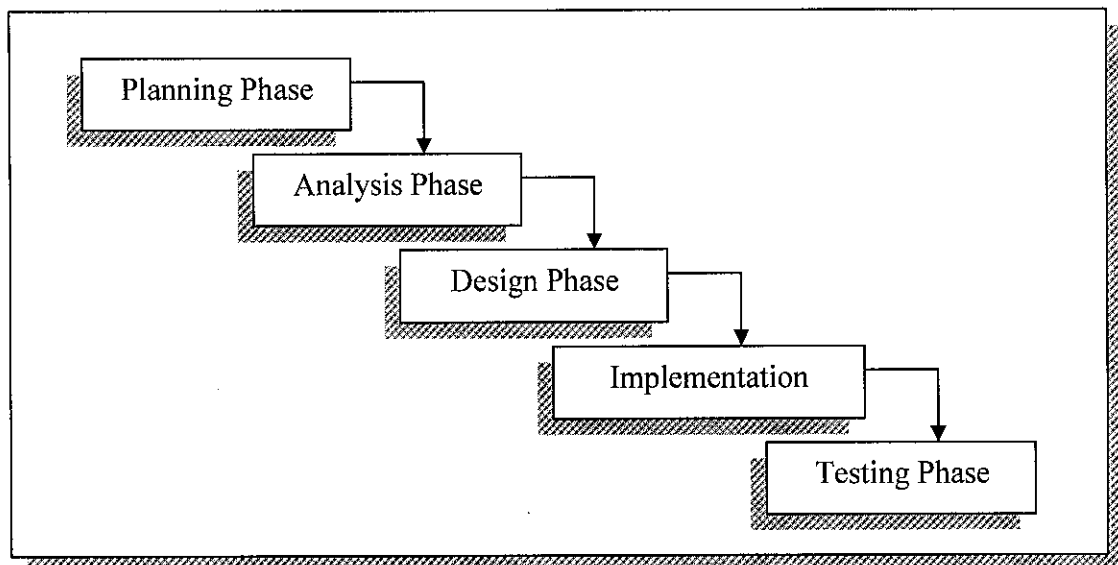 Planning Phase
Analysis Phase
Design Phase
Implementation
Testing Phase